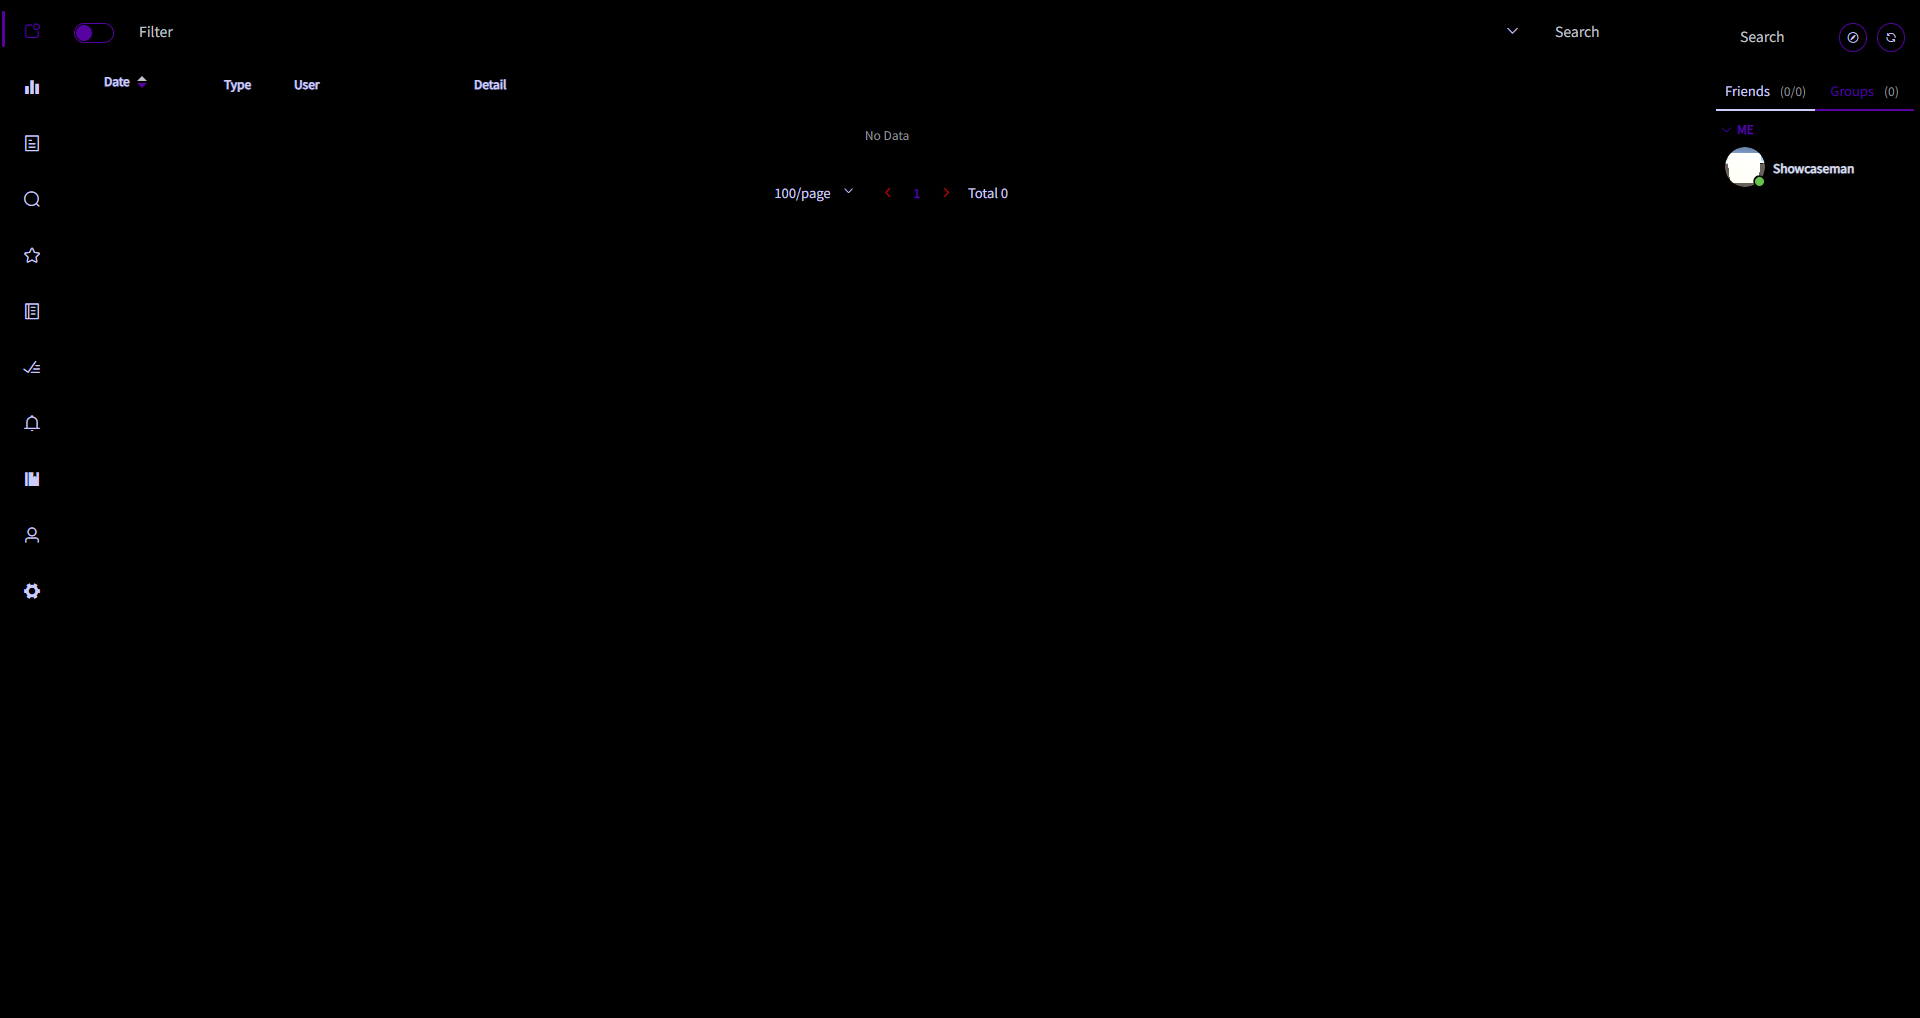 Filter
Search
Search
Date Type User Detail
No Data
100/page 1 Total 0
Friends (0/0) Groups (0)
ME
Showcaseman